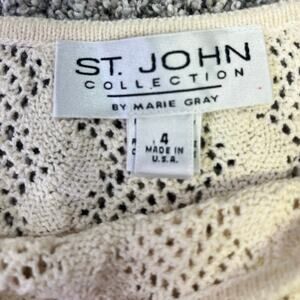 ST. JOHN
COLLECTION
BY MARIE GRAY
4
MADE IN
U.S.A.